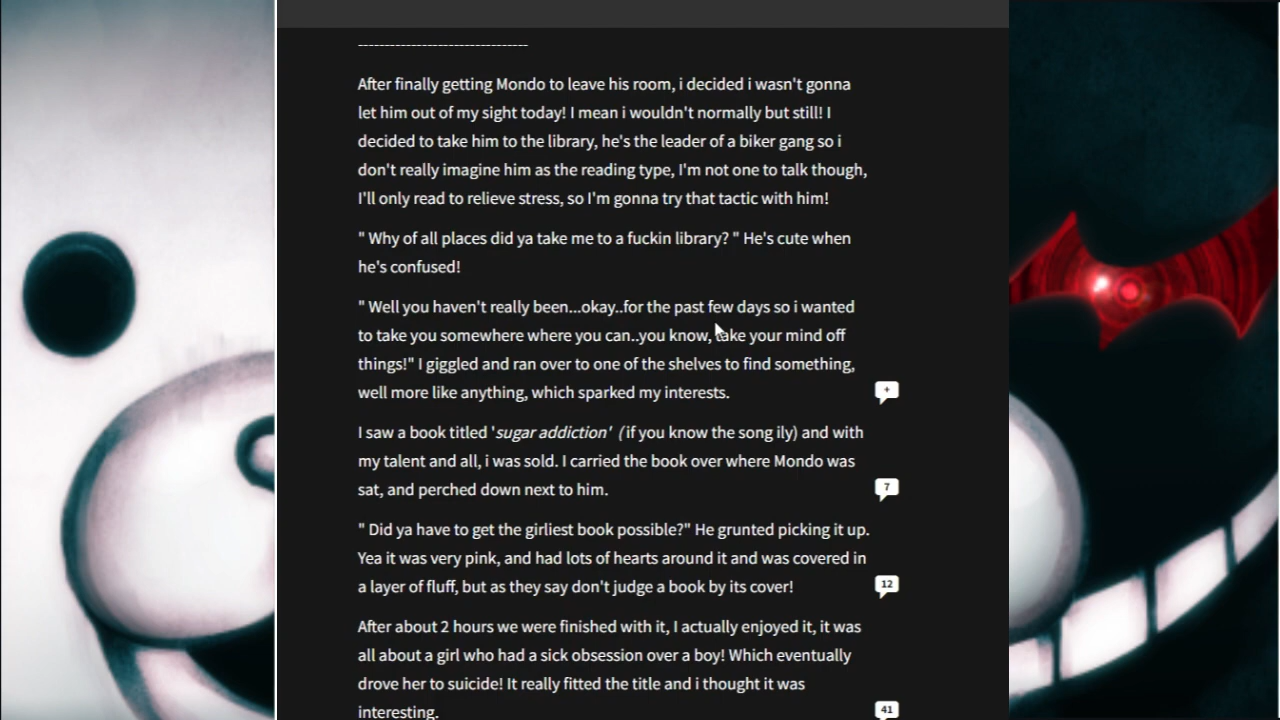 --------------------------------
After finally getting Mondo to leave his room, i decided i wasn't gonna
let him out of my sight today! I mean i wouldn't normally but still! I
decided to take him to the library, he's the leader of a biker gang so i
don't really imagine him as the reading type, I'm not one to talk though,
I'll only read to relieve stress, so I'm gonna try that tactic with him!
" Why of all places did ya take me to a fuckin library? " He's cute when
he's confused!
" Well you haven't really been...okay..for the past few days so i wanted
to take you somewhere where you can..you know, take your mind off
things!" I giggled and ran over to one of the shelves to find something,
well more like anything, which sparked my interests.
+
I saw a book titled 'sugar addiction' (if you know the song ily) and with
my talent and all, i was sold. I carried the book over where Mondo was
sat, and perched down next to him.
7
" Did ya have to get the girliest book possible?" He grunted picking it up.
Yea it was very pink, and had lots of hearts around it and was covered in
a layer of fluff, but as they say don't judge a book by its cover!
12
After about 2 hours we were finished with it, I actually enjoyed it, it was
all about a girl who had a sick obsession over a boy! Which eventually
drove her to suicide! It really fitted the title and i thought it was
interesting.
41